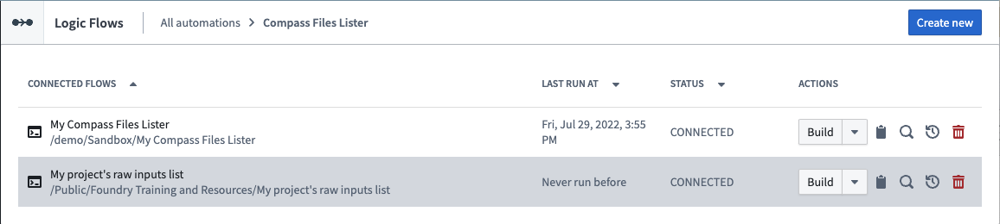 Logic Flows
All automations > Compass Files Lister
Create new
CONNECTED FLOWS
LAST RUN AT
STATUS
ACTIONS
My Compass Files Lister
/demo/Sandbox/My Compass Files Lister
Fri, Jul 29, 2022, 3:55
PM
CONNECTED
Build
My project's raw inputs list
/Public/Foundry Training and Resources/My project's raw inputs list
Never run before
CONNECTED
Build